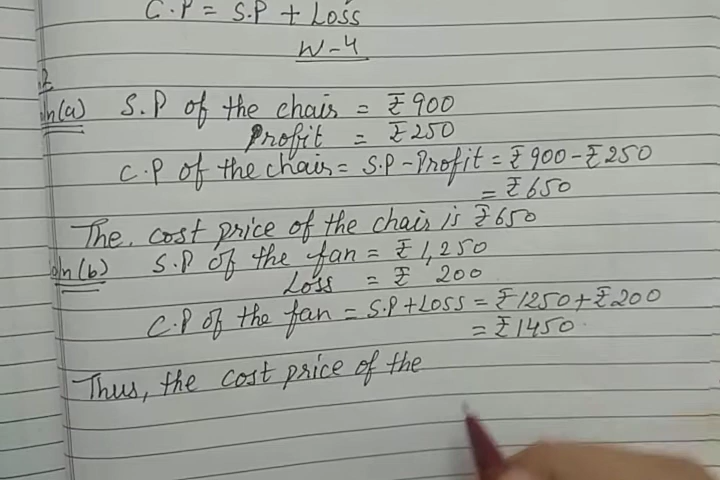 C.P = S.P + Loss
W-4
2
(a) S.P of the chair = ₹900
Profit = ₹250
C.P of the chair = S.P-Profit = ₹900-₹250
= ₹650
The, cost price of the chair is ₹650
(b) S.P of the fan = ₹1,250
Loss = ₹ 200
C.P of the fan = S.P+Loss = ₹1250+₹200
= ₹1450.
Thus, the cost price of the